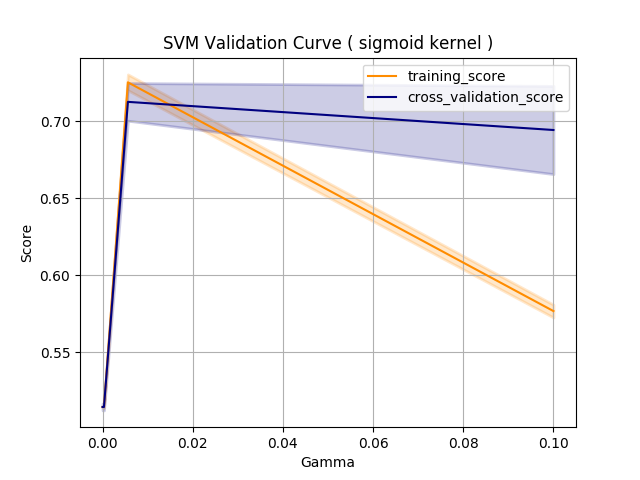 SVM Validation Curve ( sigmoid kernel )
training_score
cross_validation_score
Score
0.70
0.65
0.60
0.55
0.00 0.02 0.04 0.06 0.08 0.10
Gamma